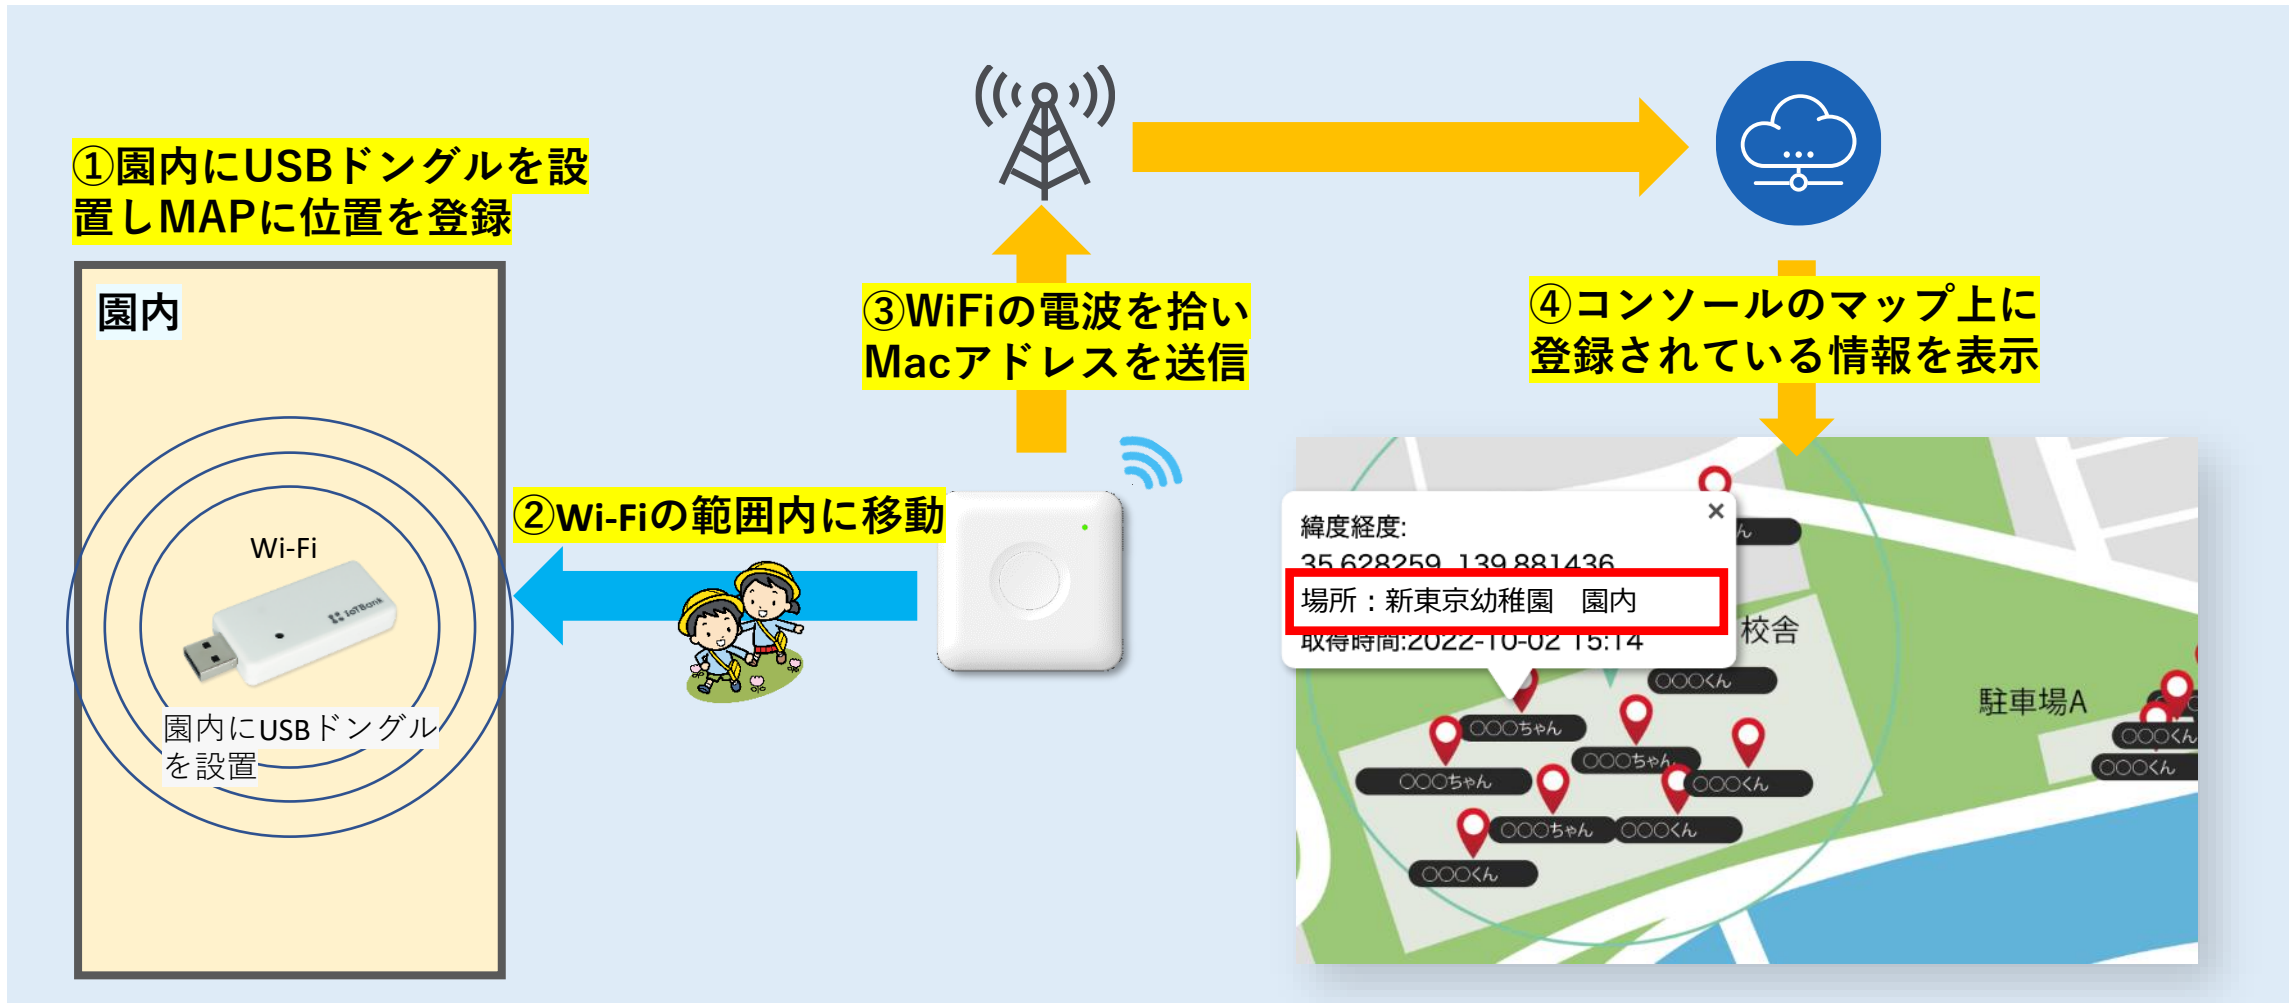 ①園内にUSBドングルを設
置しMAPに位置を登録
園内
Wi-Fi
IoTBank
園内にUSBドングル
を設置
②Wi-Fiの範囲内に移動
③WiFiの電波を拾い
Macアドレスを送信
④コンソールのマップ上に
登録されている情報を表示
×
緯度経度:
35.628259, 139.881436
場所：新東京幼稚園　園内
取得時間:2022-10-02 15:14
ん
校舎
〇〇〇くん
駐車場A
〇〇〇ちゃん
〇〇〇くん
〇〇〇ちゃん
〇〇〇くん
〇〇〇ちゃん
〇〇〇くん
〇〇〇ちゃん
〇〇〇くん
〇〇〇くん